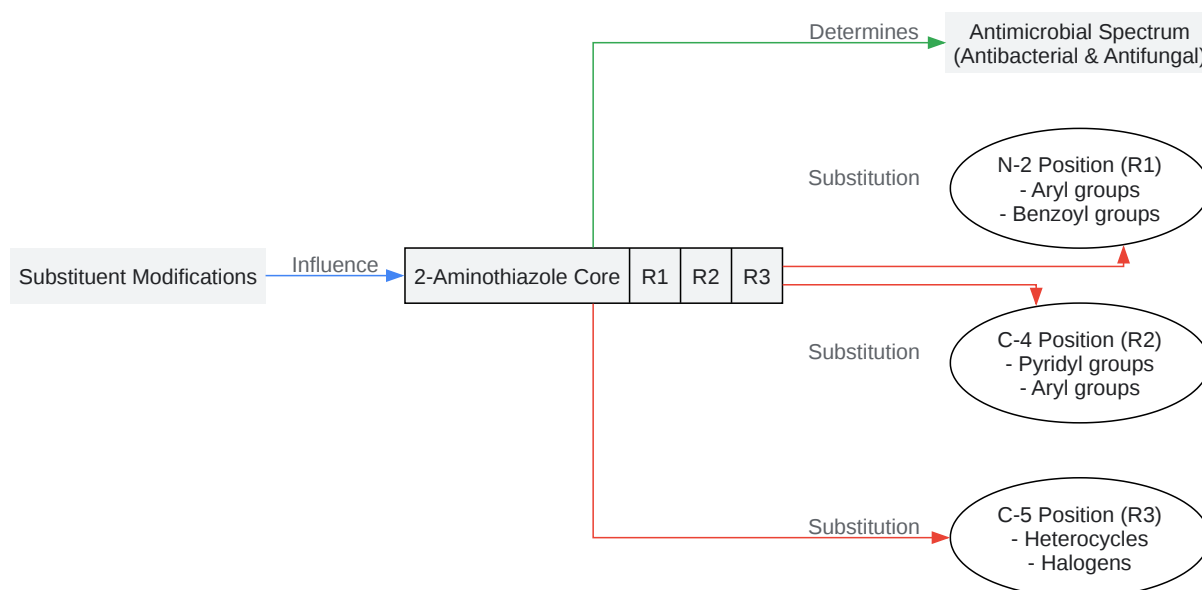 Determines
Antimicrobial Spectrum
(Antibacterial & Antifungal)
Substitution
N-2 Position (R1)
- Aryl groups
- Benzoyl groups
Substituent Modifications
Influence
2-Aminothiazole Core
R1
R2
R3
Substitution
C-4 Position (R2)
- Pyridyl groups
- Aryl groups
Substitution
C-5 Position (R3)
- Heterocycles
- Halogens